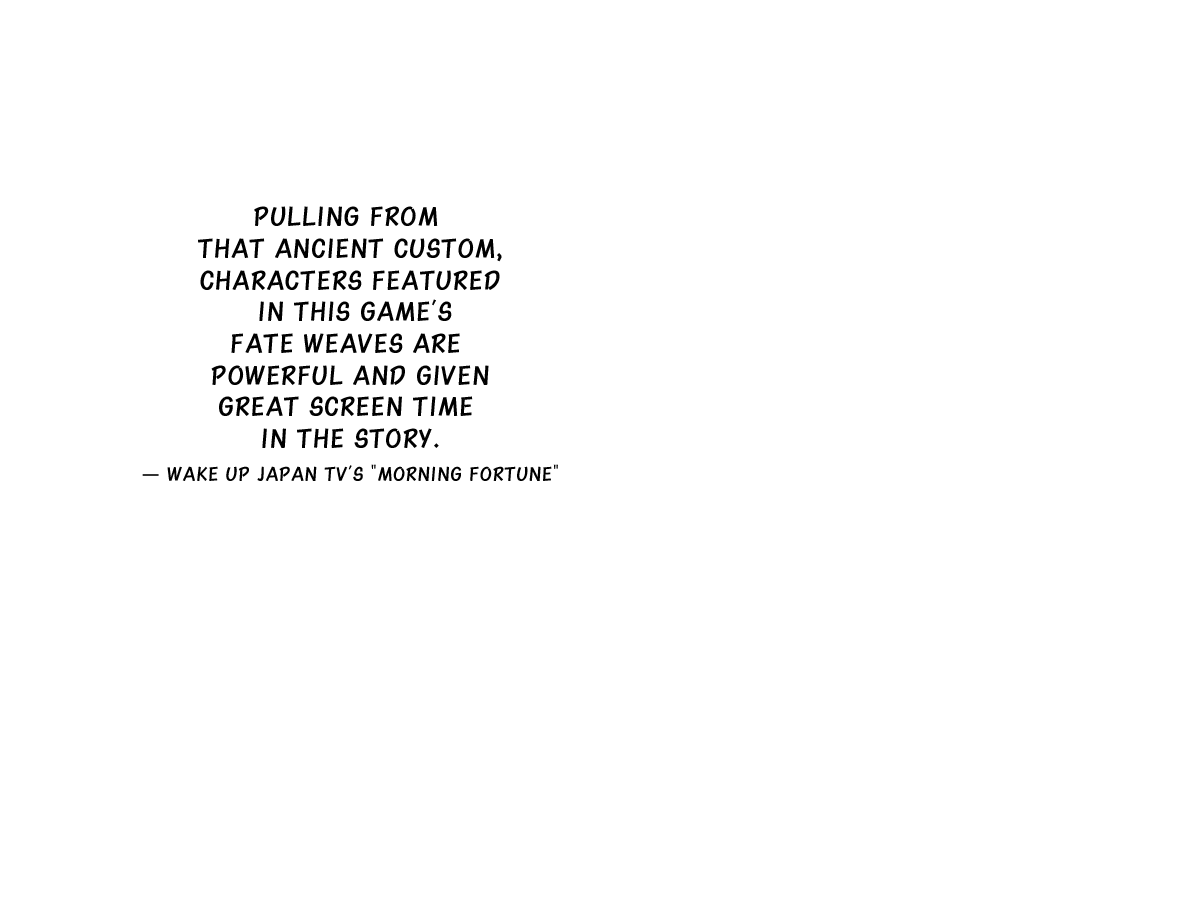 PULLING FROM
THAT ANCIENT CUSTOM,
CHARACTERS FEATURED
IN THIS GAME'S
FATE WEAVES ARE
POWERFUL AND GIVEN
GREAT SCREEN TIME
IN THE STORY.
— WAKE UP JAPAN TV'S "MORNING FORTUNE"